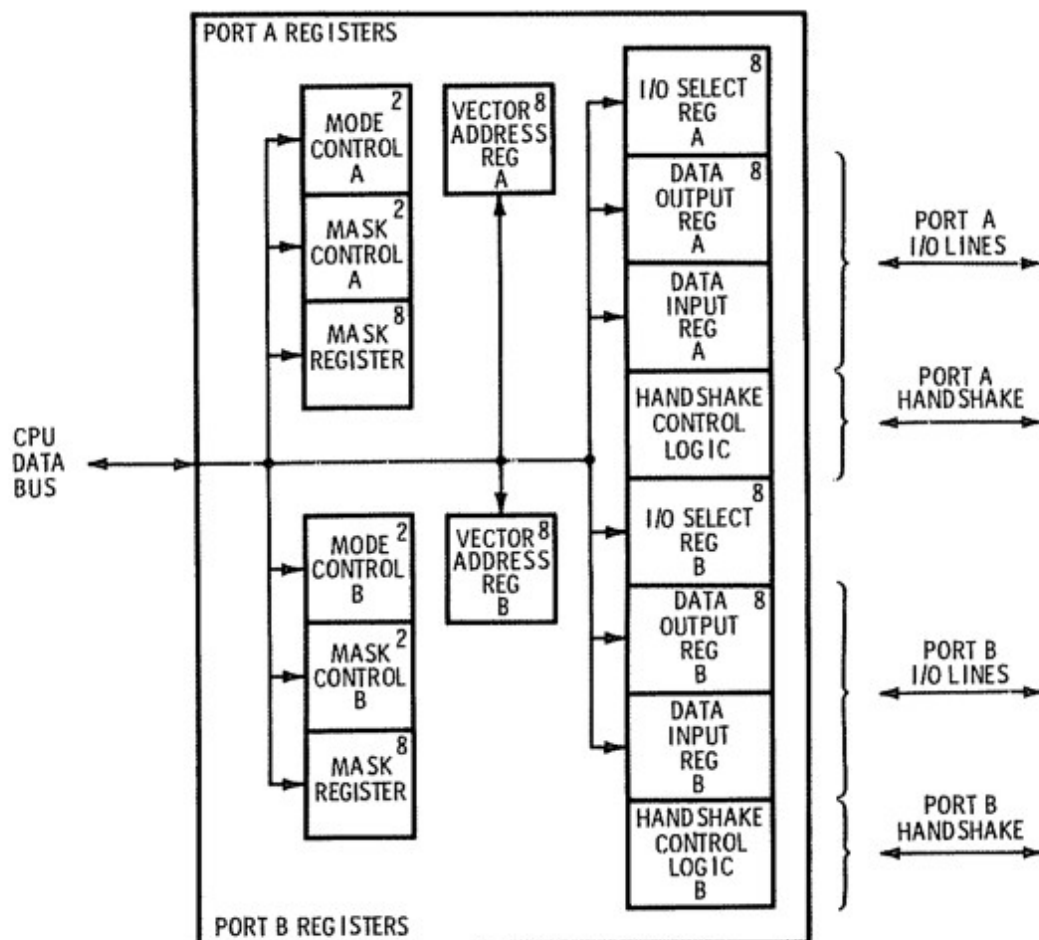 PORT A REGISTERS
2
MODE
CONTROL
A
2
MASK
CONTROL
A
8
MASK
REGISTER
VECTOR 8
ADDRESS
REG
A
8
I/O SELECT
REG
A
DATA 8
OUTPUT
REG
A
DATA
INPUT
REG
A
HANDSHAKE
CONTROL
LOGIC
PORT A
I/O LINES
PORT A
HANDSHAKE
CPU
DATA
BUS
2
MODE
CONTROL
B
2
MASK
CONTROL
B
8
MASK
REGISTER
VECTOR 8
ADDRESS
REG
B
8
I/O SELECT
REG
B
DATA 8
OUTPUT
REG
B
DATA
INPUT
REG
B
HANDSHAKE
CONTROL
LOGIC
B
PORT B
I/O LINES
PORT B
HANDSHAKE
PORT B REGISTERS